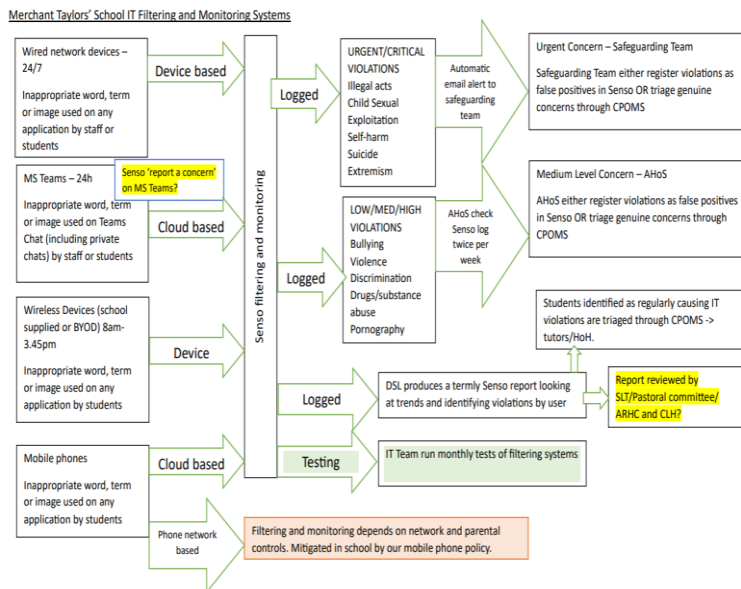 Merchant Taylors' School IT Filtering and Monitoring Systems
Wired network devices –
24/7
Inappropriate word, term
or image used on any
application by staff or
students
Device based
MS Teams – 24h
Inappropriate word, term
or image used on Teams
Chat (including private
chats) by staff or students
Senso 'report a concern'
on MS Teams?
Cloud based
Wireless Devices (school
supplied or BYOD) 8am-
3.45pm
Inappropriate word, term
or image used on any
application by students
Device
Mobile phones
Inappropriate word, term
or image used on any
application by students
Cloud based
Phone network
based
Senso filtering and monitoring
Logged
URGENT/CRITICAL
VIOLATIONS
Illegal acts
Child Sexual
Exploitation
Self-harm
Suicide
Extremism
Automatic
email alert to
safeguarding
team
Urgent Concern – Safeguarding Team
Safeguarding Team either register violations as
false positives in Senso OR triage genuine
concerns through CPOMS
Logged
LOW/MED/HIGH
VIOLATIONS
Bullying
Violence
Discrimination
Drugs/substance
abuse
Pornography
AHoS check
Senso log
twice per
week
Medium Level Concern – AHoS
AHoS either register violations as false positives
in Senso OR triage genuine concerns through
CPOMS
Students identified as regularly causing IT
violations are triaged through CPOMS ->
tutors/HoH.
Logged
DSL produces a termly Senso report looking
at trends and identifying violations by user
Report reviewed by
SLT/Pastoral committee/
ARHC and CLH?
Testing
IT Team run monthly tests of filtering systems
Filtering and monitoring depends on network and parental
controls. Mitigated in school by our mobile phone policy.